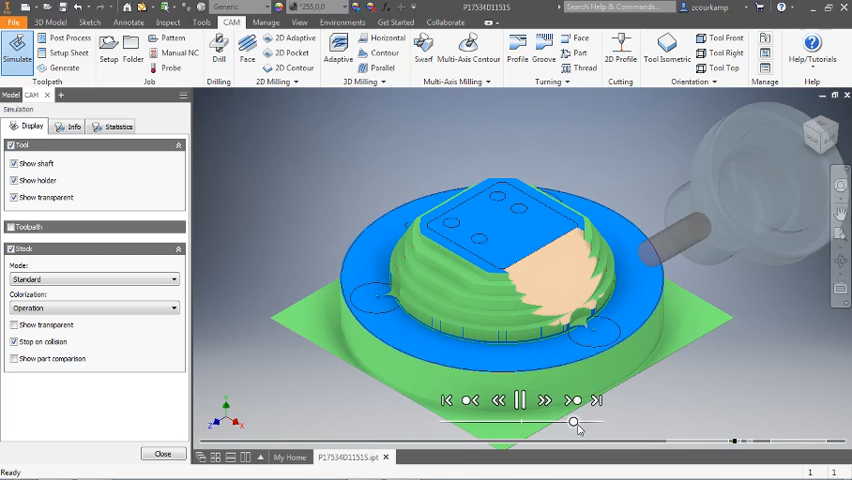 Generic *255,0 P17534D1151S Search Help & Commands... zcourkamp
File 3D Model Sketch Annotate Inspect Tools CAM Manage View Environments Get Started Collaborate
Simulate Post Process Setup Sheet Generate Setup Folder Pattern Manual NC Probe Drill Face 2D Adaptive 2D Pocket 2D Contour Adaptive Horizontal Contour Parallel Swarf Multi-Axis Contour Profile Groove Face Part Thread 2D Profile Tool Isometric Tool Front Tool Right Tool Top Help/Tutorials
Toolpath Job Drilling 2D Milling 3D Milling Multi-Axis Milling Turning Cutting Orientation Help
Model CAM
Simulation
Display Info Statistics
Tool
Show shaft
Show holder
Show transparent
Toolpath
Stock
Mode:
Standard
Colorization:
Operation
Show transparent
Stop on collision
Show part comparison
Close
Y
Z X
My Home P17534D1151S.ipt
Ready 1 1